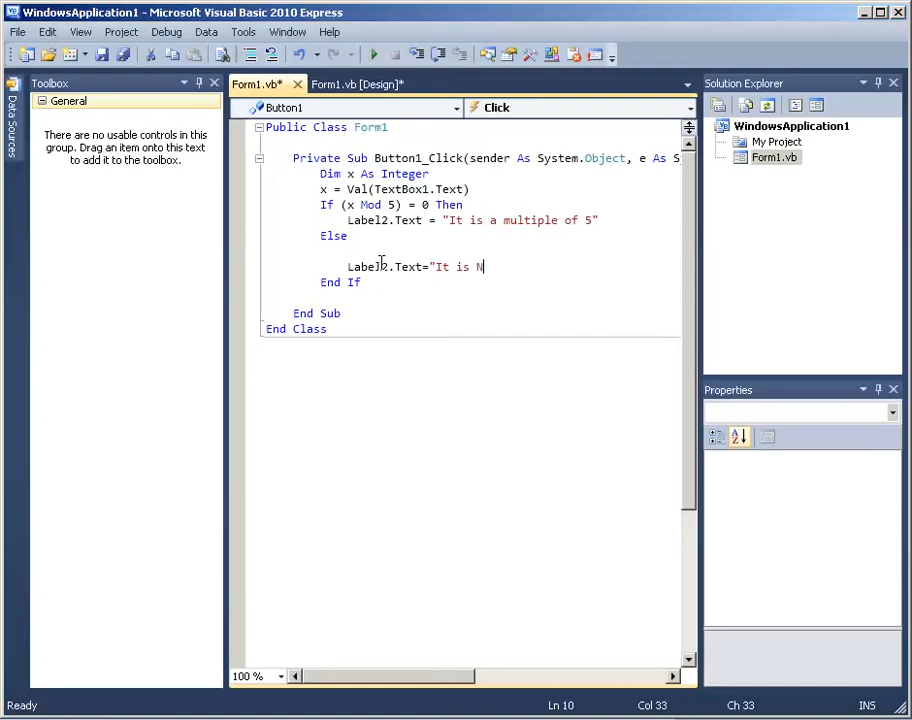 WindowsApplication1 - Microsoft Visual Basic 2010 Express
File Edit View Project Debug Data Tools Window Help
Data Sources
Toolbox
General
There are no usable controls in this
group. Drag an item onto this text
to add it to the toolbox.
Form1.vb* Form1.vb [Design]*
Button1 Click
Public Class Form1
Private Sub Button1_Click(sender As System.Object, e As S
Dim x As Integer
x = Val(TextBox1.Text)
If (x Mod 5) = 0 Then
Label2.Text = "It is a multiple of 5"
Else
Label2.Text="It is N
End If
End Sub
End Class
100 %
Solution Explorer
WindowsApplication1
My Project
Form1.vb
Properties
Ready Ln 10 Col 33 Ch 33 INS